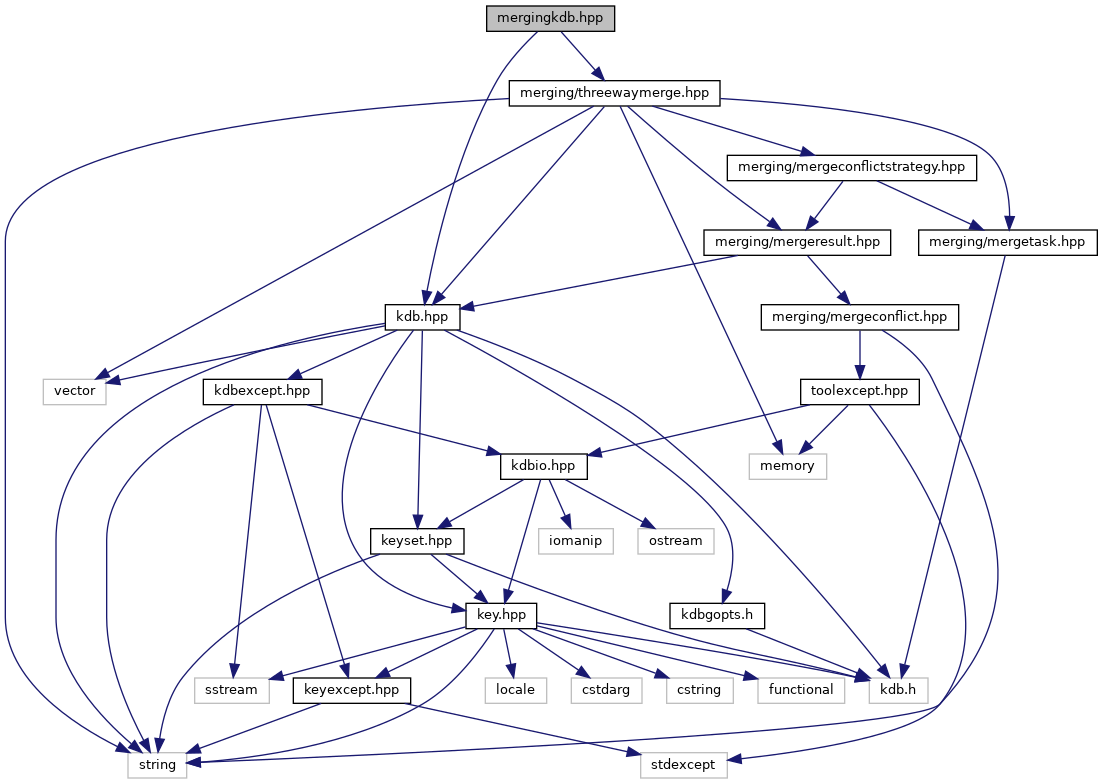 mergingkdb.hpp
merging/threewaymerge.hpp
merging/mergeconflictstrategy.hpp
merging/mergeresult.hpp
merging/mergetask.hpp
kdb.hpp
merging/mergeconflict.hpp
vector
kdbexcept.hpp
toolexcept.hpp
kdbio.hpp
memory
keyset.hpp
iomanip
ostream
key.hpp
kdbgopts.h
sstream
keyexcept.hpp
locale
cstdarg
cstring
functional
kdb.h
string
stdexcept